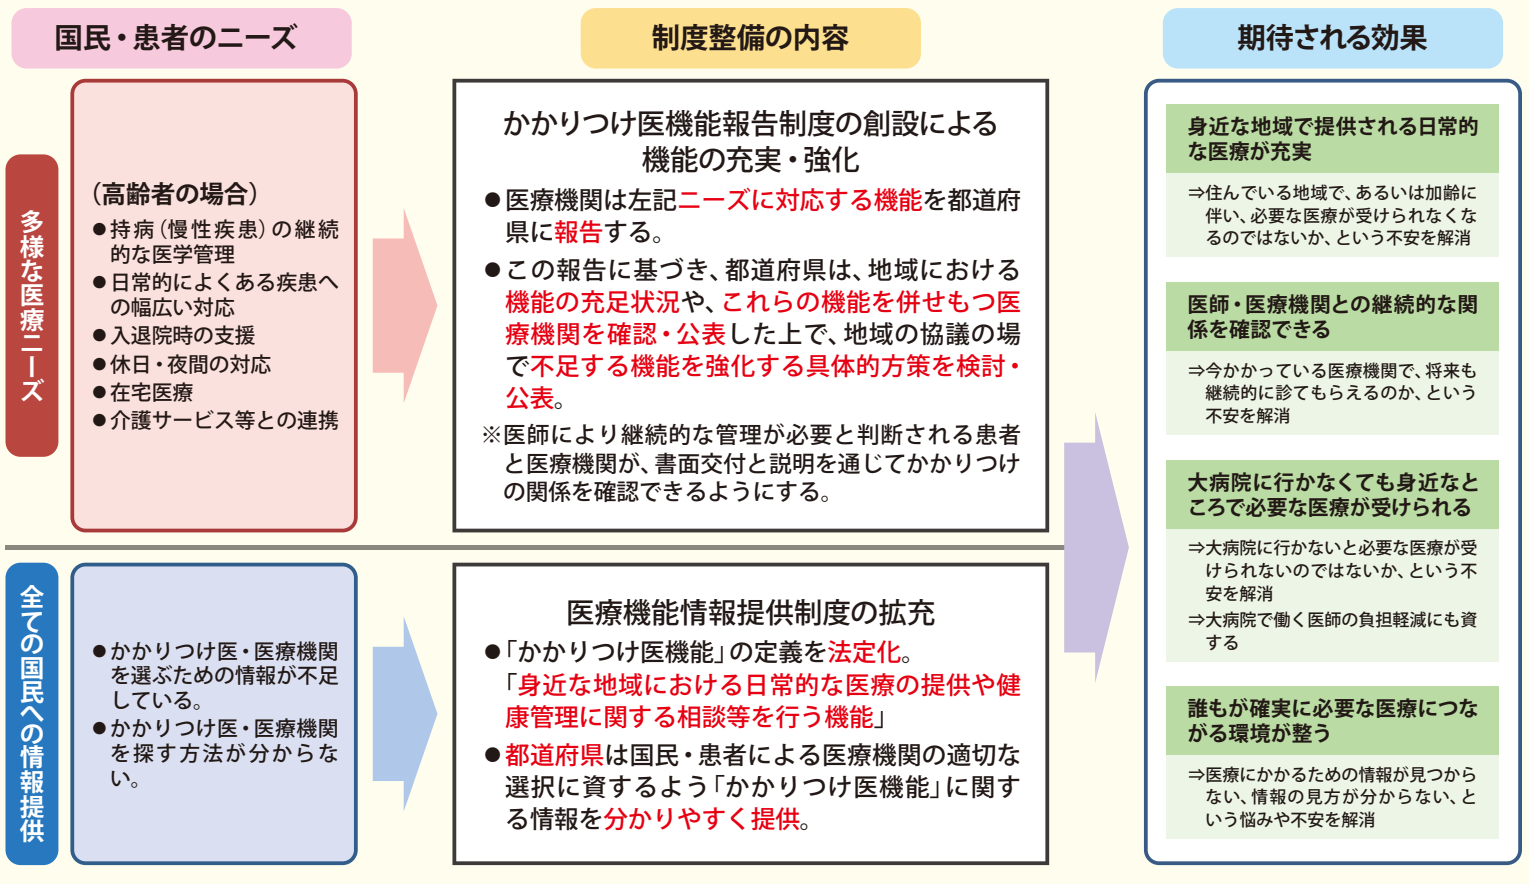 国民・患者のニーズ
制度整備の内容
期待される効果
多様な医療ニーズ
（高齢者の場合）
●持病（慢性疾患）の継続
的な医学管理
●日常的によくある疾患へ
の幅広い対応
●入退院時の支援
●休日・夜間の対応
●在宅医療
●介護サービス等との連携
かかりつけ医機能報告制度の創設による
機能の充実・強化
●医療機関は左記ニーズに対応する機能を都道府
県に報告する。
●この報告に基づき、都道府県は、地域における
機能の充足状況や、これらの機能を併せもつ医
療機関を確認・公表した上で、地域の協議の場
で不足する機能を強化する具体的方策を検討・
公表。
※医師により継続的な管理が必要と判断される患者
と医療機関が、書面交付と説明を通じてかかりつけ
の関係を確認できるようにする。
全ての国民への情報提供
●かかりつけ医・医療機関
を選ぶための情報が不足
している。
●かかりつけ医・医療機関
を探す方法が分からな
い。
医療機能情報提供制度の拡充
●「かかりつけ医機能」の定義を法定化。
「身近な地域における日常的な医療の提供や健
康管理に関する相談等を行う機能」
●都道府県は国民・患者による医療機関の適切な
選択に資するよう「かかりつけ医機能」に関す
る情報を分かりやすく提供。
身近な地域で提供される日常的
な医療が充実
⇒住んでいる地域で、あるいは加齢に
伴い、必要な医療が受けられなくな
るのではないか、という不安を解消
医師・医療機関との継続的な関
係を確認できる
⇒今かかっている医療機関で、将来も
継続的に診てもらえるのか、という
不安を解消
大病院に行かなくても身近なと
ころで必要な医療が受けられる
⇒大病院に行かないと必要な医療が受
けられないのではないか、という不
安を解消
⇒大病院で働く医師の負担軽減にも資
する
誰もが確実に必要な医療につな
がる環境が整う
⇒医療にかかるための情報が見つから
ない、情報の見方が分からない、と
いう悩みや不安を解消